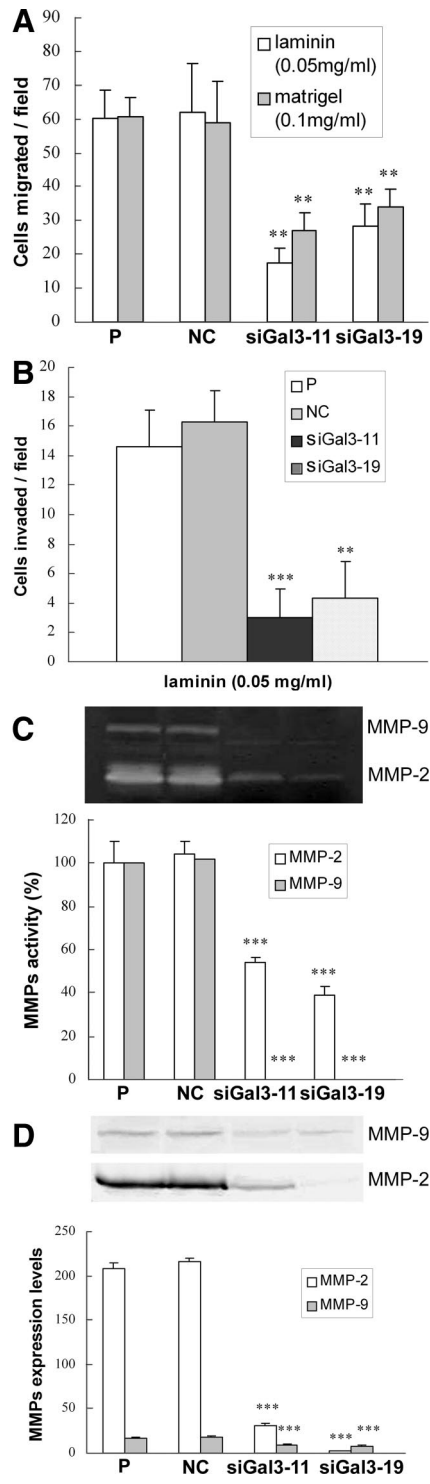 A
Cells migrated / field
90
80
70
60
50
40
30
20
10
0
laminin
(0.05mg/ml)
matrigel
(0.1mg/ml)
**
**
**
**
P
NC
siGal3-11
siGal3-19
B
Cells invaded / field
20
18
16
14
12
10
8
6
4
2
0
P
NC
siGal3-11
siGal3-19
***
**
laminin (0.05 mg/ml)
C
MMP-9
MMP-2
MMPs activity (%)
120
100
80
60
40
20
0
MMP-2
MMP-9
***
***
***
***
P
NC
siGal3-11
siGal3-19
D
MMP-9
MMP-2
MMPs expression levels
250
200
150
100
50
0
MMP-2
MMP-9
***
***
***
***
P
NC
siGal3-11
siGal3-19